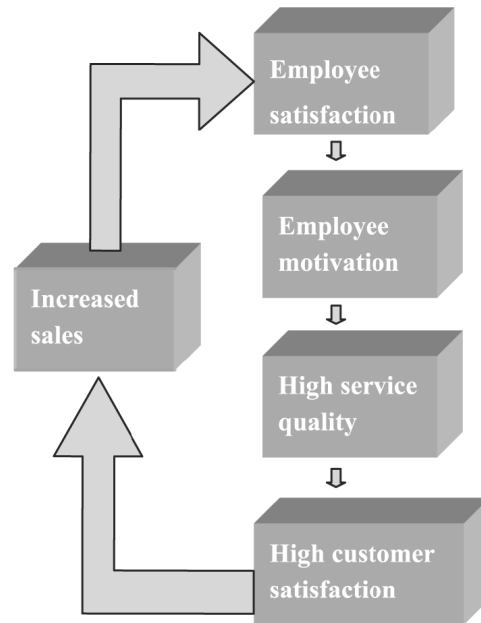 Employee
satisfaction
Employee
motivation
Increased
sales
High service
quality
High customer
satisfaction